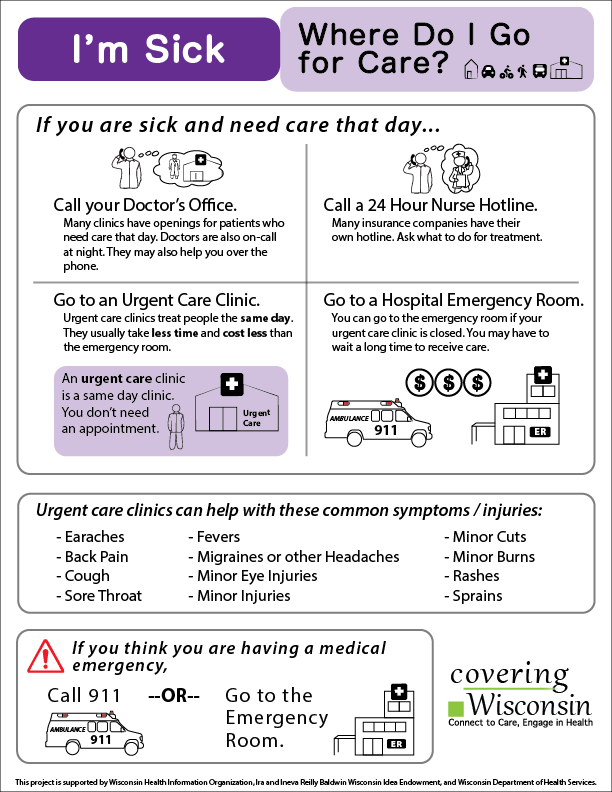 I'm Sick
Where Do I Go
for Care?
If you are sick and need care that day...
Call your Doctor's Office.
Many clinics have openings for patients who
need care that day. Doctors are also on-call
at night. They may also help you over the
phone.
Call a 24 Hour Nurse Hotline.
Many insurance companies have their
own hotline. Ask what to do for treatment.
Go to an Urgent Care Clinic.
Urgent care clinics treat people the same day.
They usually take less time and cost less than
the emergency room.
An urgent care clinic
is a same day clinic.
You don't need
an appointment.
Urgent
Care
Go to a Hospital Emergency Room.
You can go to the emergency room if your
urgent care clinic is closed. You may have to
wait a long time to receive care.
$ $ $
AMBULANCE
911
ER
Urgent care clinics can help with these common symptoms / injuries:
- Earaches
- Back Pain
- Cough
- Sore Throat
- Fevers
- Migraines or other Headaches
- Minor Eye Injuries
- Minor Injuries
- Minor Cuts
- Minor Burns
- Rashes
- Sprains
If you think you are having a medical
emergency,
Call 911
--OR--
Go to the
Emergency
Room.
AMBULANCE
911
ER
covering
Wisconsin
Connect to Care, Engage in Health
This project is supported by Wisconsin Health Information Organization, Ira and Ineva Reilly Baldwin Wisconsin Idea Endowment, and Wisconsin Department of Health Services.